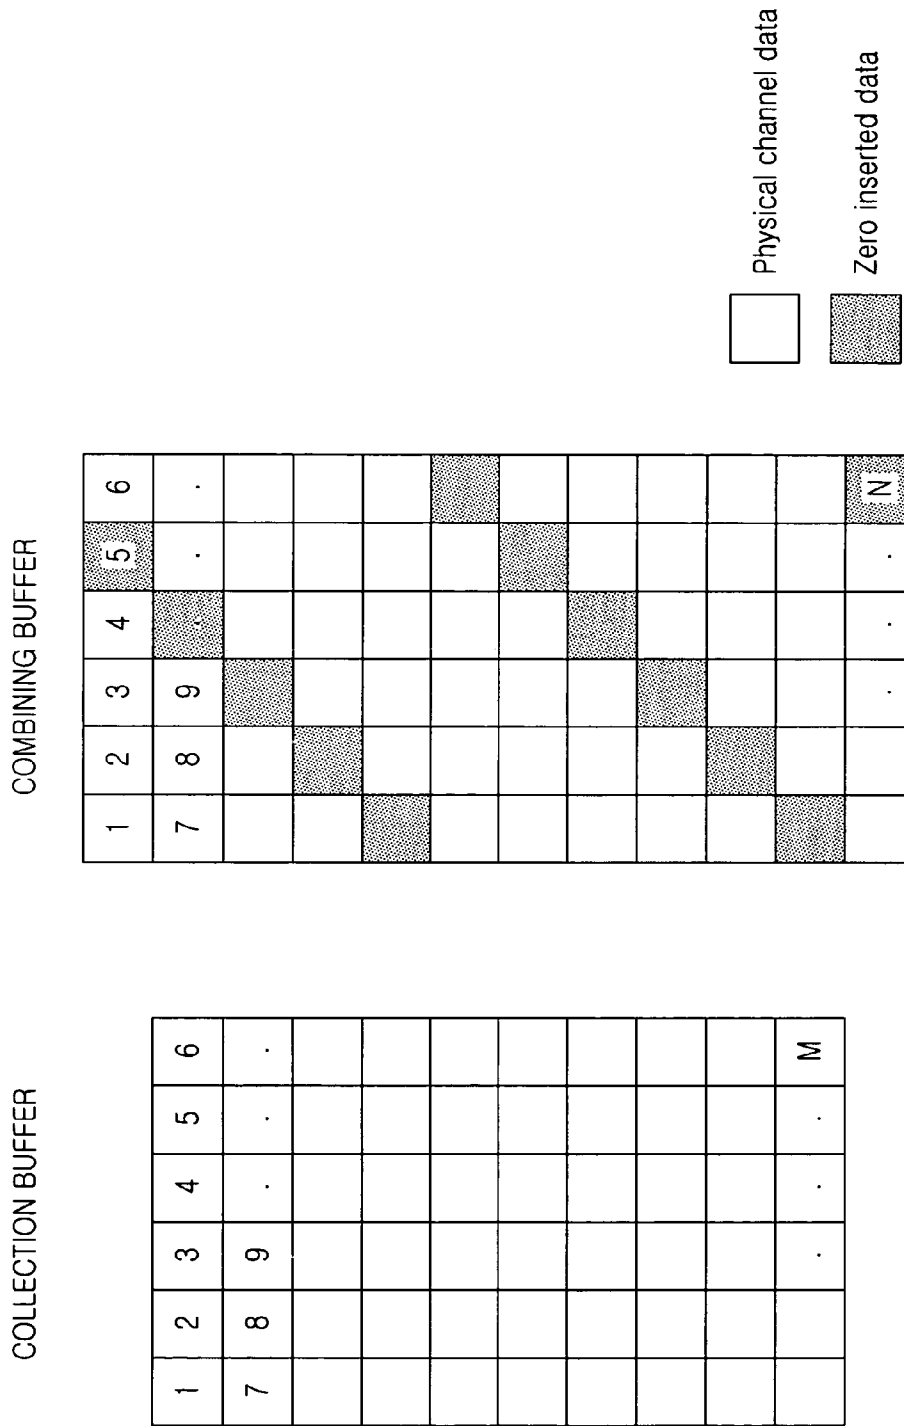 COLLECTION BUFFER
1 2 3 4 5 6
7 8 9 . . .
. . . M
COMBINING BUFFER
1 2 3 4 5 6
7 8 9 . . .
. . . N
Physical channel data
Zero inserted data